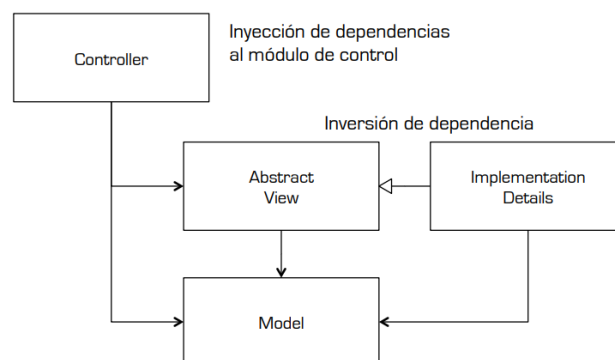 Inyección de dependencias
al módulo de control
Controller
Inversión de dependencia
Abstract
View
Implementation
Details
Model